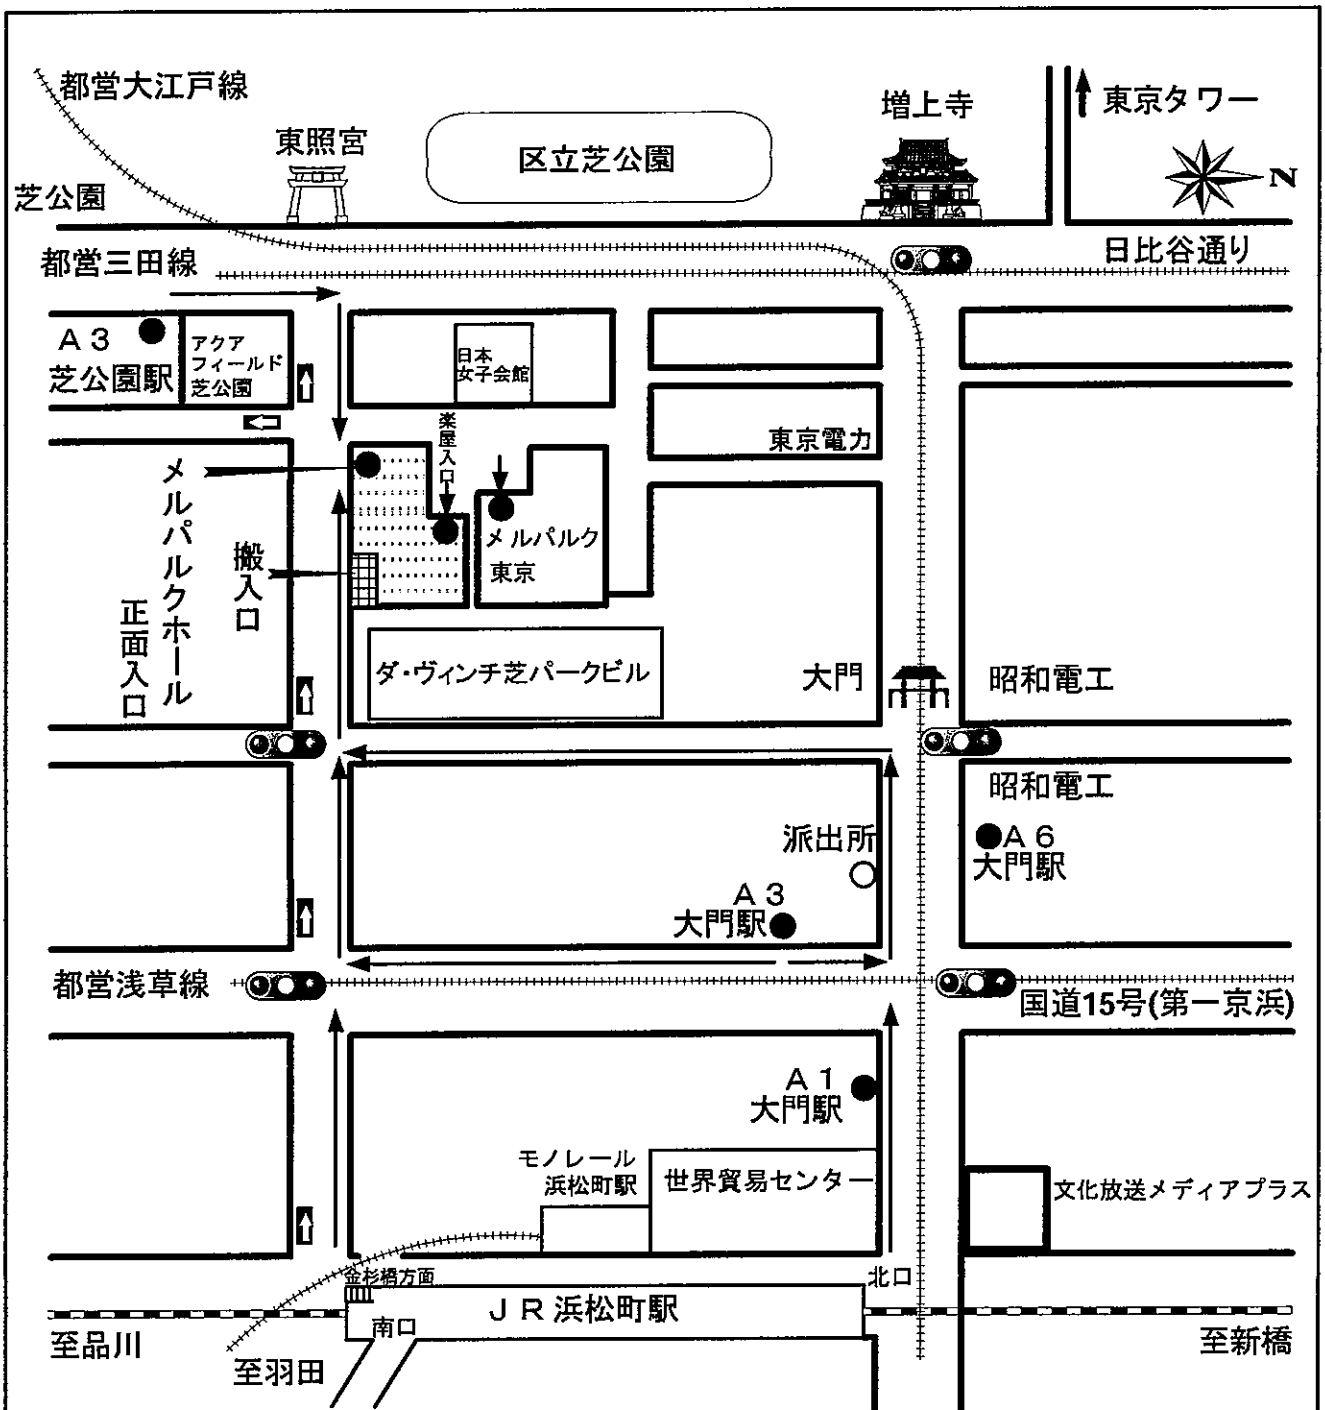 都営大江戸線
東照宮
区立芝公園
増上寺
東京タワー
N
芝公園
都営三田線
日比谷通り
A3
芝公園駅
アクア
フィールド
芝公園
日本
女子会館
楽屋入口
東京電力
メルパルクホール
正面入口
搬入口
メルパルク
東京
ダ・ヴィンチ芝パークビル
大門
昭和電工
昭和電工
派出所
A6
大門駅
A3
大門駅
都営浅草線
国道15号(第一京浜)
A1
大門駅
モノレール
浜松町駅
世界貿易センター
文化放送メディアプラス
金杉橋方面
北口
JR浜松町駅
南口
至品川
至羽田
至新橋